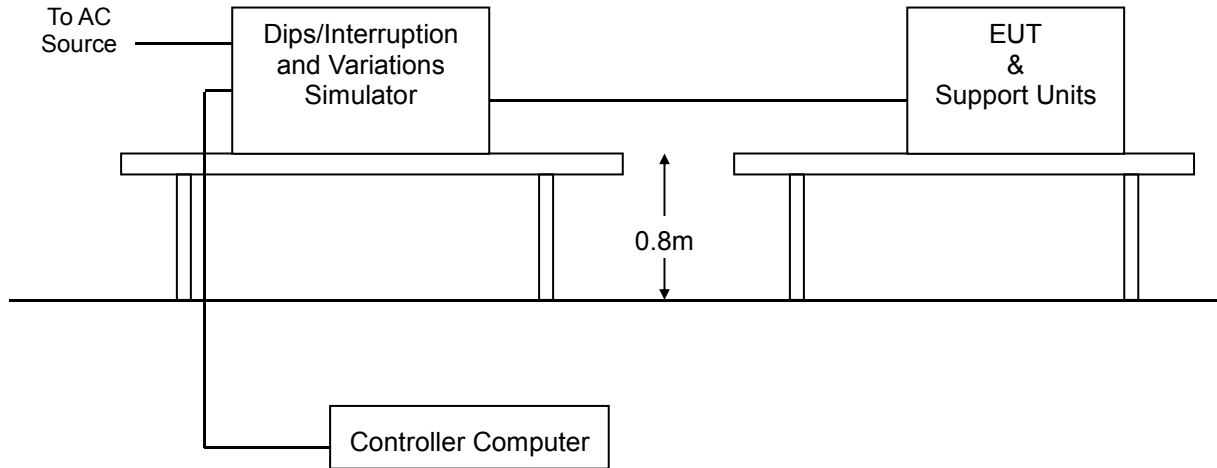 To AC
Source
Dips/Interruption
and Variations
Simulator
EUT
&
Support Units
0.8m
Controller Computer